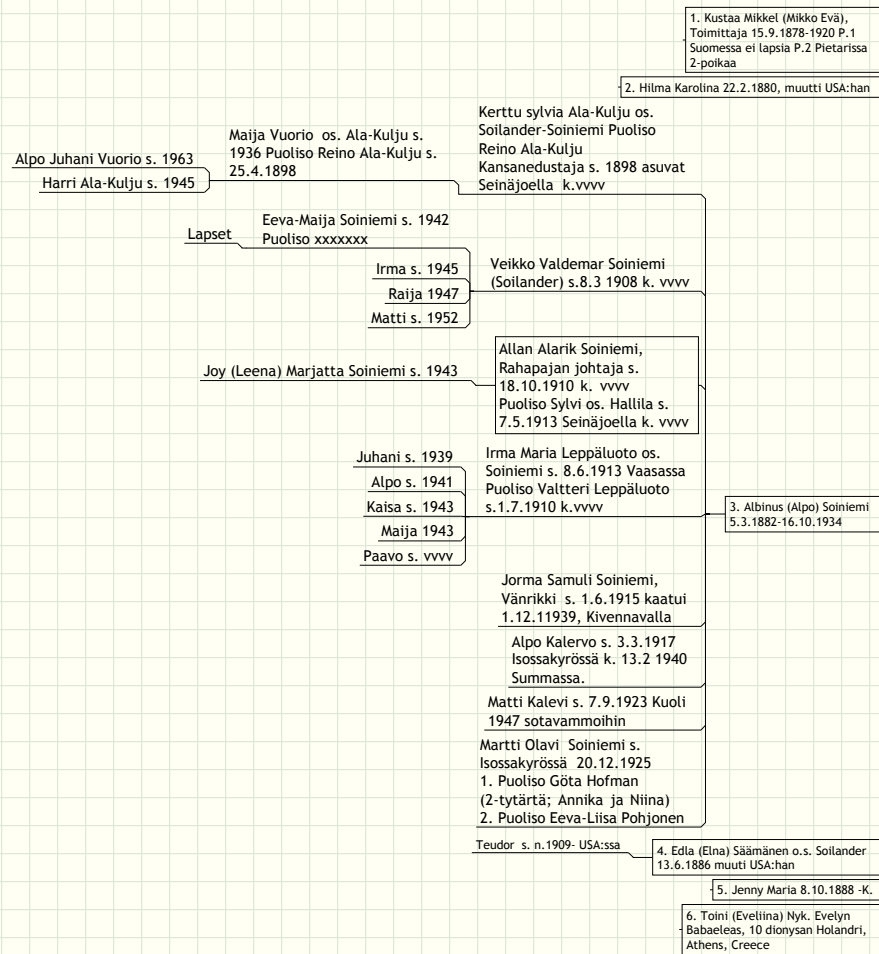 1. Kustaa Mikkel (Mikko Evä),
Toimittaja 15.9.1878-1920 P.1
Suomessa ei lapsia P.2 Pietarissa
2-poikaa
2. Hilma Karolina 22.2.1880, muutti USA:han
Kerttu sylvia Ala-Kulju os.
Soilander-Soiniemi Puoliso
Reino Ala-Kulju
Kansanedustaja s. 1898 asuvat
Seinäjoella k.vvvv
Maija Vuorio os. Ala-Kulju s.
1936 Puoliso Reino Ala-Kulju s.
25.4.1898
Alpo Juhani Vuorio s. 1963
Harri Ala-Kulju s. 1945
Eeva-Maija Soiniemi s. 1942
Puoliso xxxxxxx
Lapset
Irma s. 1945
Raija 1947
Matti s. 1952
Veikko Valdemar Soiniemi
(Soilander) s.8.3 1908 k. vvvv
Allan Alarik Soiniemi,
Rahapajan johtaja s.
18.10.1910 k. vvvv
Puoliso Sylvi os. Hallila s.
7.5.1913 Seinäjoella k. vvvv
Joy (Leena) Marjatta Soiniemi s. 1943
Irma Maria Leppäluoto os.
Soiniemi s. 8.6.1913 Vaasassa
Puoliso Valtteri Leppäluoto
s.1.7.1910 k.vvvv
Juhani s. 1939
Alpo s. 1941
Kaisa s. 1943
Maija 1943
Paavo s. vvvv
3. Albinus (Alpo) Soiniemi
5.3.1882-16.10.1934
Jorma Samuli Soiniemi,
Vänrikki s. 1.6.1915 kaatui
1.12.11939, Kivennavalla
Alpo Kalervo s. 3.3.1917
Isossakyrössä k. 13.2 1940
Summassa.
Matti Kalevi s. 7.9.1923 Kuoli
1947 sotavammoihin
Martti Olavi Soiniemi s.
Isossakyrössä 20.12.1925
1. Puoliso Göta Hofman
(2-tytärtä; Annika ja Niina)
2. Puoliso Eeva-Liisa Pohjonen
Teudor s. n.1909- USA:ssa
4. Edla (Elna) Säämänen o.s. Soilander
13.6.1886 muuti USA:han
5. Jenny Maria 8.10.1888 -K.
6. Toini (Eveliina) Nyk. Evelyn
Babaeleas, 10 dionysan Holandri,
Athens, Creece